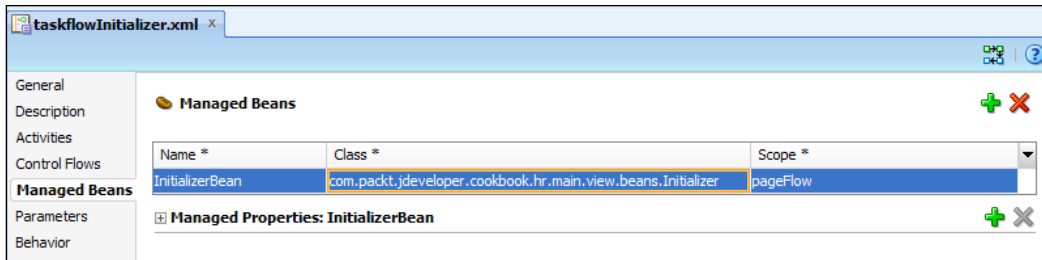 taskflowInitializer.xml x
?
General
Description
Activities
Control Flows
Managed Beans
Parameters
Behavior
Managed Beans
Name * Class * Scope *
InitializerBean com.packt.jdeveloper.cookbook.hr.main.view.beans.Initializer pageFlow
Managed Properties: InitializerBean